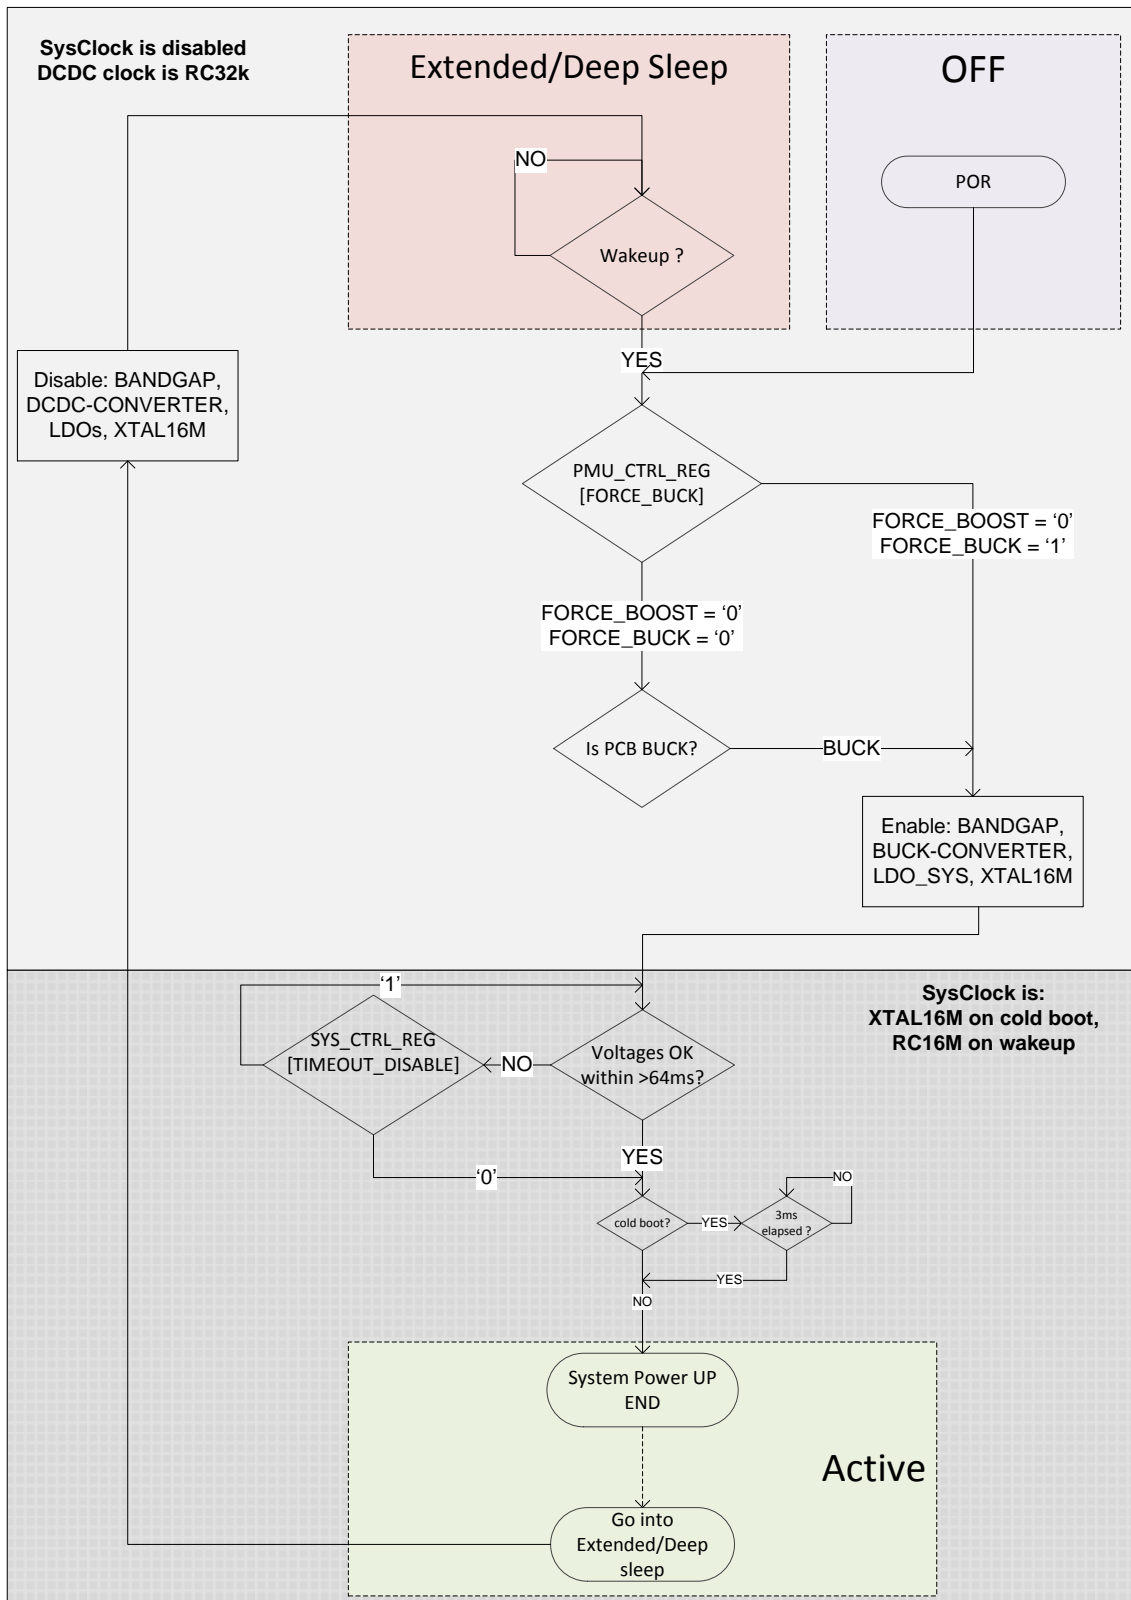 SysClock is disabled
DCDC clock is RC32k
Extended/Deep Sleep
OFF
NO
POR
Wakeup ?
YES
Disable: BANDGAP,
DCDC-CONVERTER,
LDOs, XTAL16M
PMU_CTRL_REG
[FORCE_BUCK]
FORCE_BOOST = ‘0’
FORCE_BUCK = ‘1’
FORCE_BOOST = ‘0’
FORCE_BUCK = ‘0’
Is PCB BUCK?
BUCK
Enable: BANDGAP,
BUCK-CONVERTER,
LDO_SYS, XTAL16M
‘1’
SysClock is:
XTAL16M on cold boot,
RC16M on wakeup
SYS_CTRL_REG
[TIMEOUT_DISABLE]
NO
Voltages OK
within >64ms?
YES
‘0’
cold boot?
YES
3ms
elapsed ?
NO
YES
NO
System Power UP
END
Active
Go into
Extended/Deep
sleep